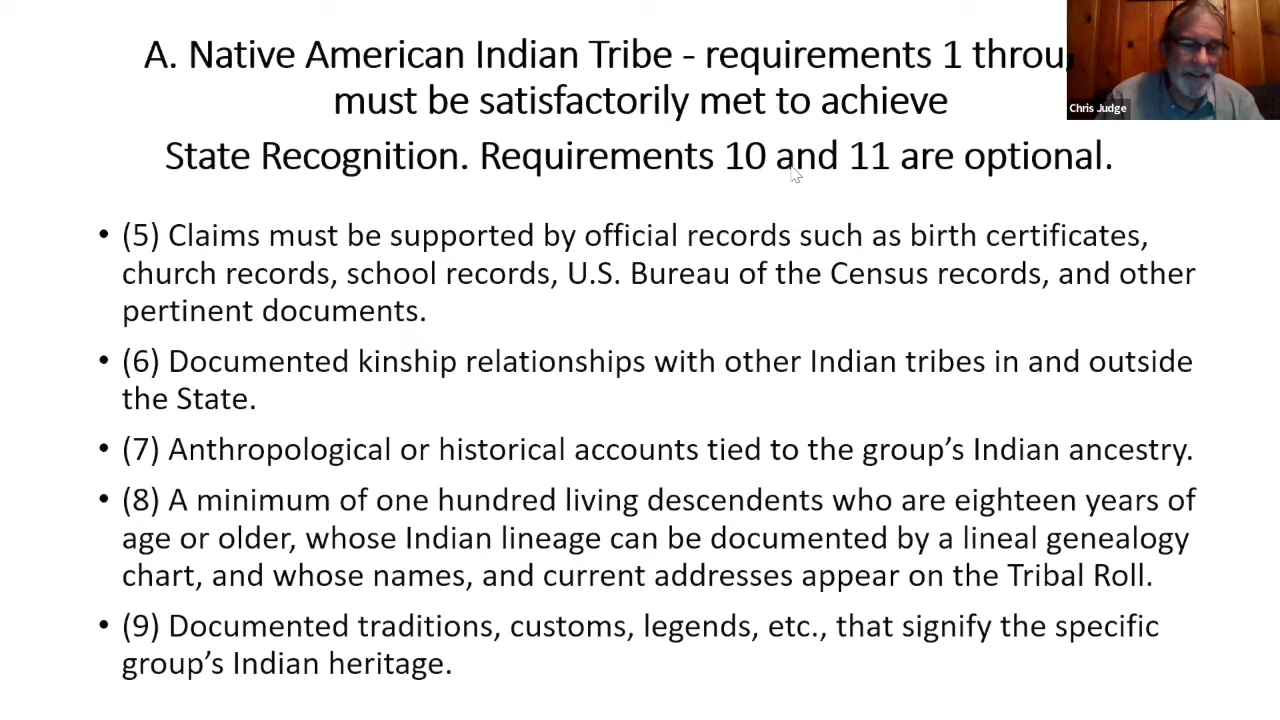 A. Native American Indian Tribe - requirements 1
must be satisfactorily met to achieve
State Recognition. Requirements 10 and 11 are optional.
Chris Judge
• (5) Claims must be supported by official records such as birth certificates,
church records, school records, U.S. Bureau of the Census records, and other
pertinent documents.
• (6) Documented kinship relationships with other Indian tribes in and outside
the State.
• (7) Anthropological or historical accounts tied to the group’s Indian ancestry.
• (8) A minimum of one hundred living descendents who are eighteen years of
age or older, whose Indian lineage can be documented by a lineal genealogy
chart, and whose names, and current addresses appear on the Tribal Roll.
• (9) Documented traditions, customs, legends, etc., that signify the specific
group’s Indian heritage.